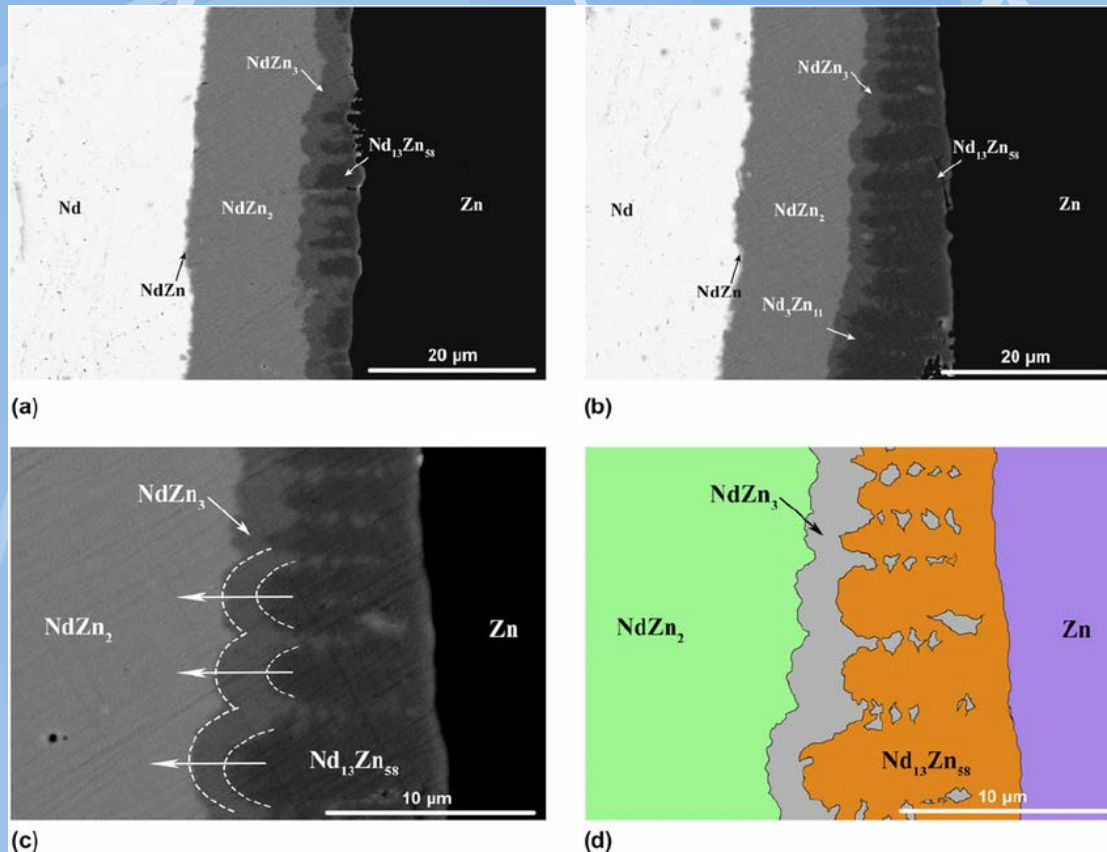 NdZn₃
Nd₁₃Zn₅₈
Nd
NdZn₂
Zn
NdZn
20 µm
(a)
NdZn₃
Nd₁₃Zn₅₈
Nd
NdZn₂
Zn
NdZn
Nd₃Zn₁₁
20 µm
(b)
NdZn₃
NdZn₂
Zn
Nd₁₃Zn₅₈
10 µm
(c)
NdZn₃
NdZn₂
Zn
Nd₁₃Zn₅₈
10 µm
(d)